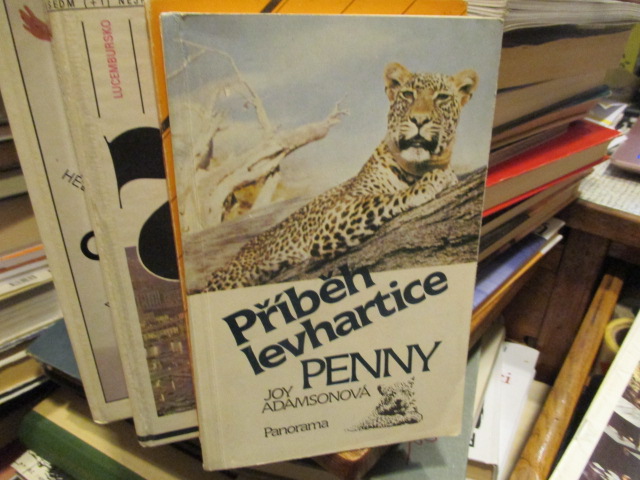 Příběh
levhartice
PENNY
JOY
ADAMSONOVÁ
Panorama
LUCEMBURSKO